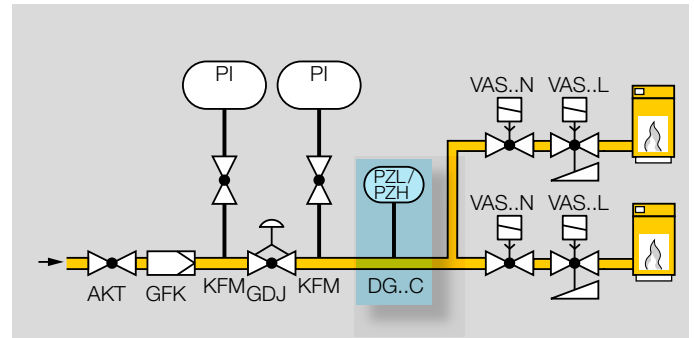 PI
PI
VAS..N
VAS..L
PZL/
PZH
VAS..N
VAS..L
AKT
GFK
KFM
GDJ
KFM
DG..C